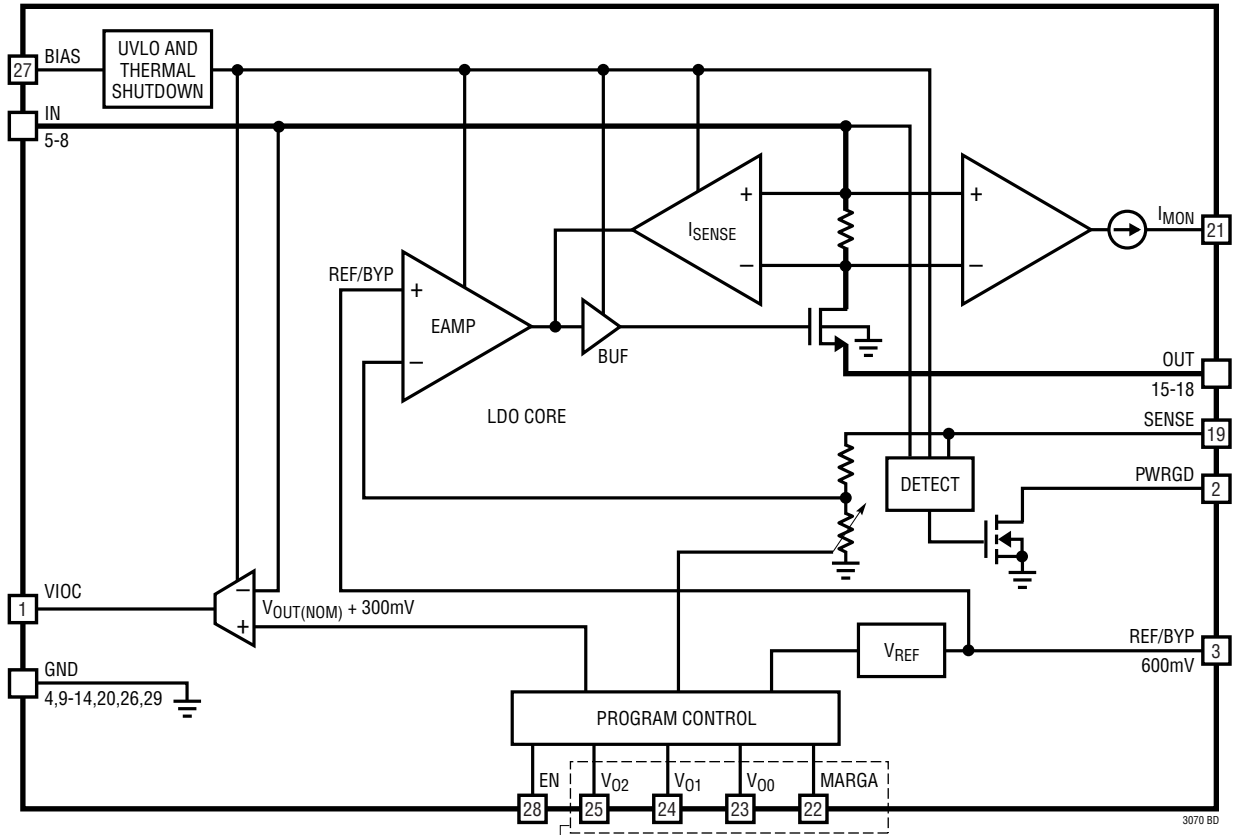 BIAS
27
UVLO AND
THERMAL
SHUTDOWN
IN
5-8
+
−
ISENSE
+
−
IMON
21
REF/BYP
+
−
EAMP
BUF
LDO CORE
OUT
15-18
SENSE
19
DETECT
PWRGD
2
VIOC
1
−
+
VOUT(NOM) + 300mV
GND
4,9-14,20,26,29
VREF
REF/BYP
3
600mV
PROGRAM CONTROL
EN
VO2
VO1
VO0
MARGA
28
25
24
23
22
3070 BD